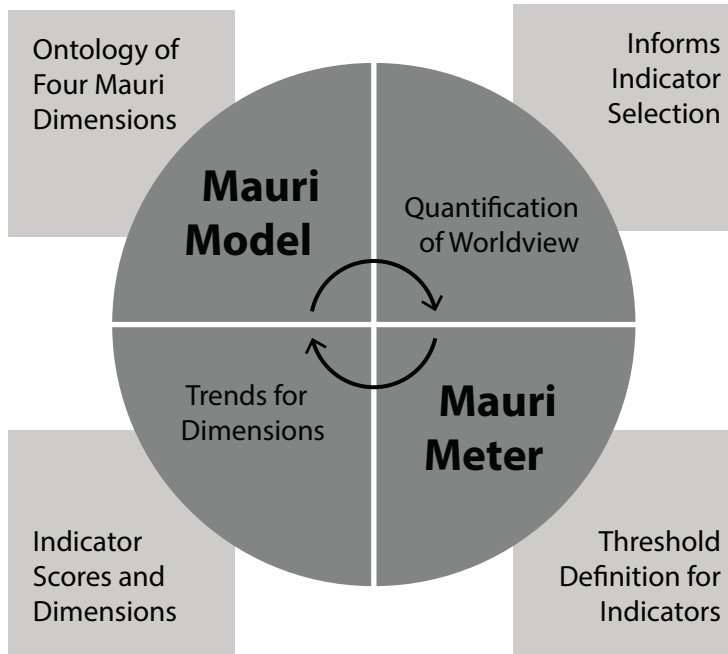 Ontology of
Four Mauri
Dimensions
Informs
Indicator
Selection
Mauri
Model
Quantification
of Worldview
Trends for
Dimensions
Mauri
Meter
Indicator
Scores and
Dimensions
Threshold
Definition for
Indicators